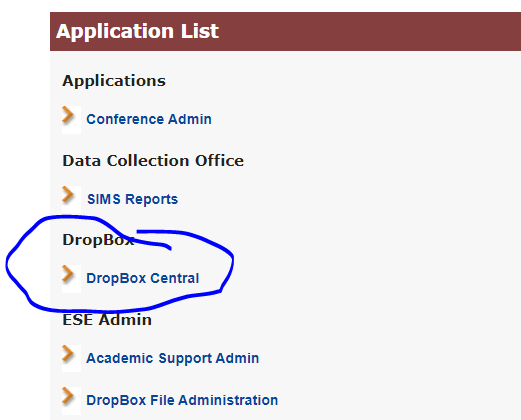 Application List
Applications
Conference Admin
Data Collection Office
SIMS Reports
DropBox
DropBox Central
ESE Admin
Academic Support Admin
DropBox File Administration